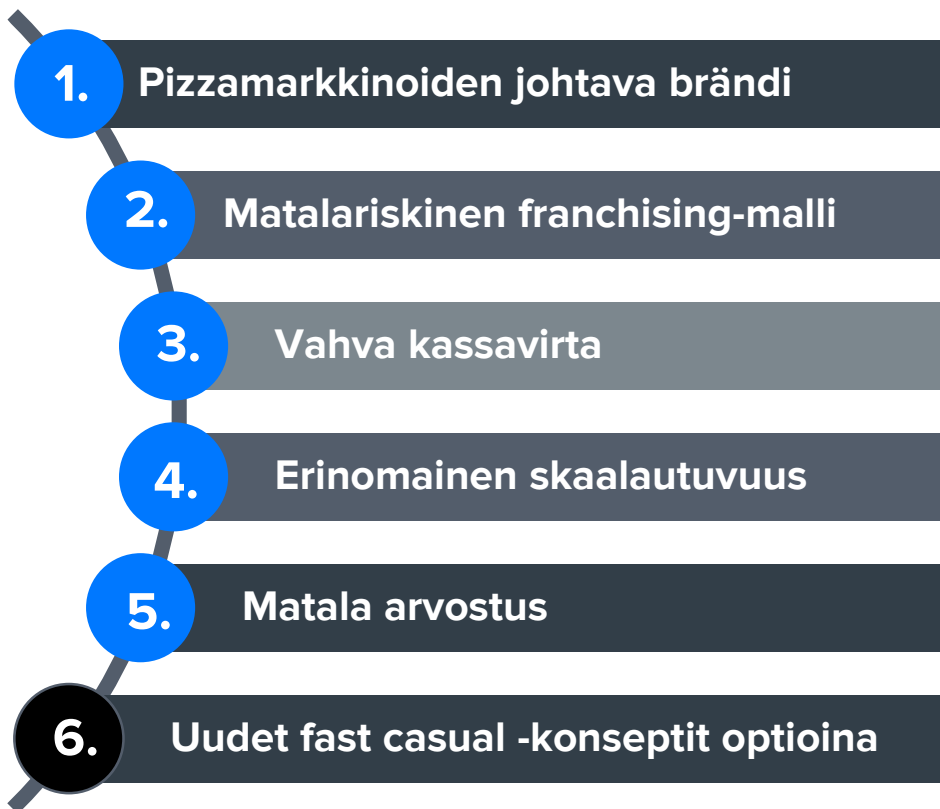 1. Pizzamarkkinoiden johtava brändi
2. Matalariskinen franchising-malli
3. Vahva kassavirta
4. Erinomainen skaalautuvuus
5. Matala arvostus
6. Uudet fast casual -konseptit optioina